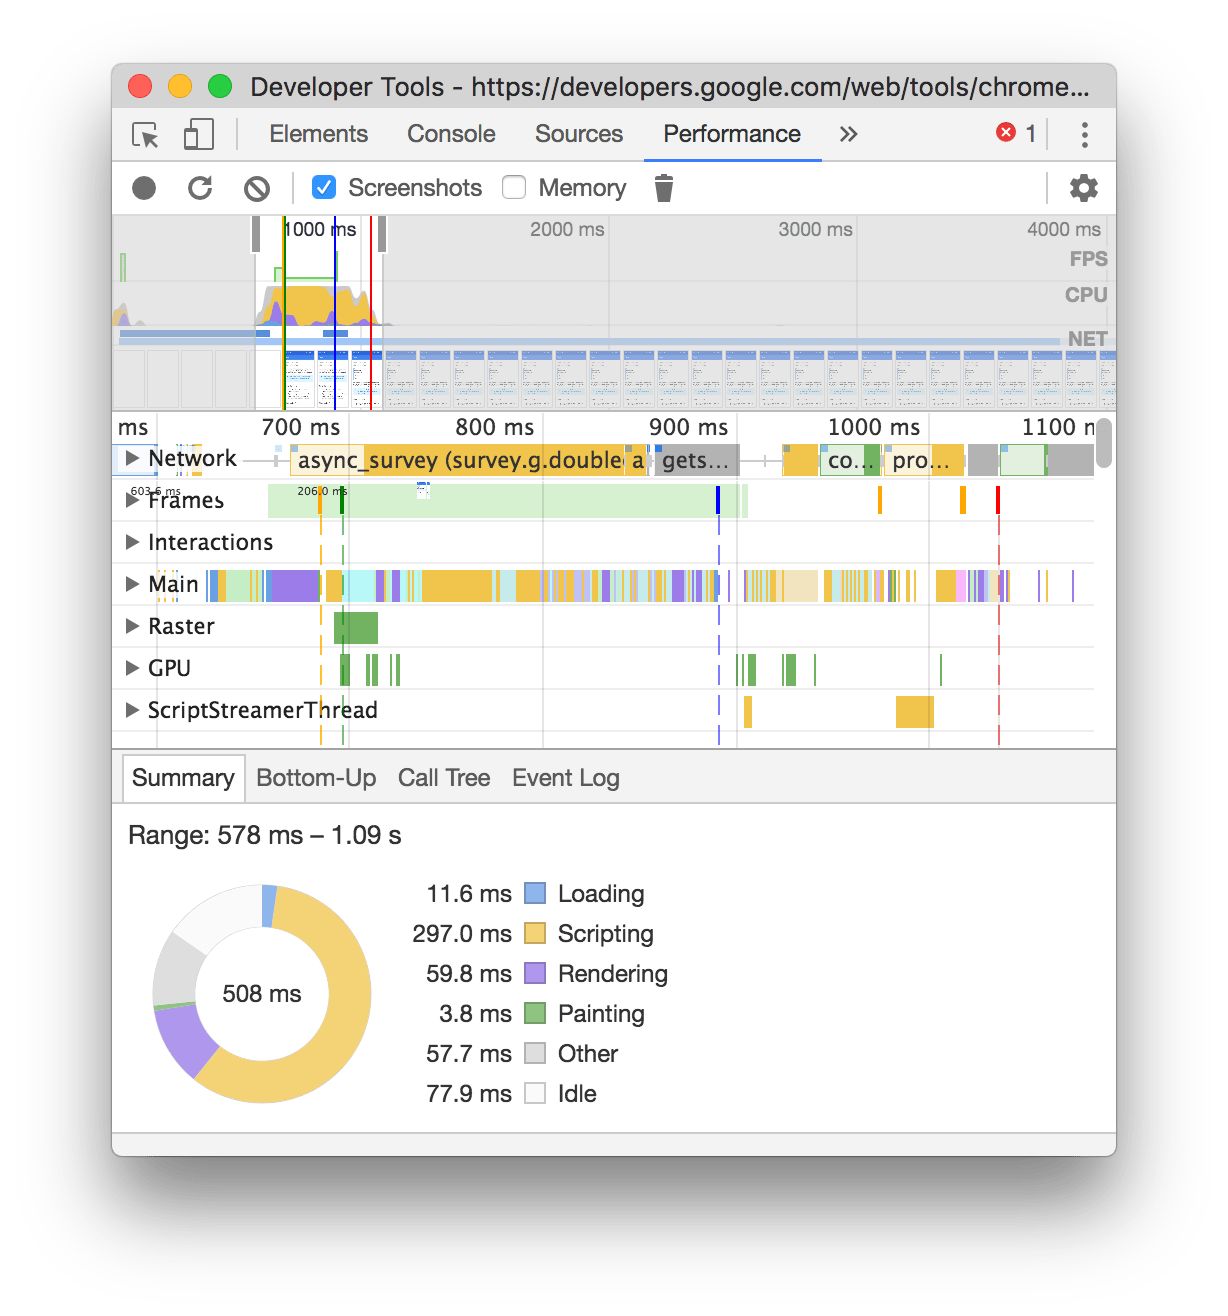 Developer Tools - https://developers.google.com/web/tools/chrome...
Elements Console Sources Performance » 1
Screenshots Memory
1000 ms 2000 ms 3000 ms 4000 ms
FPS
CPU
NET
ms 700 ms 800 ms 900 ms 1000 ms 1100 m
Network async_survey (survey.g.double a gets... co... pro...
603.6 ms 206.0 ms
Frames
Interactions
Main
Raster
GPU
ScriptStreamerThread
Summary Bottom-Up Call Tree Event Log
Range: 578 ms – 1.09 s
11.6 ms Loading
297.0 ms Scripting
59.8 ms Rendering
508 ms
3.8 ms Painting
57.7 ms Other
77.9 ms Idle